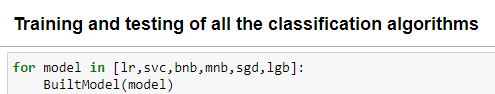 Training and testing of all the classification algorithms
for model in [lr,svc,bnb,mnb,sgd,lgb]:
    BuiltModel(model)